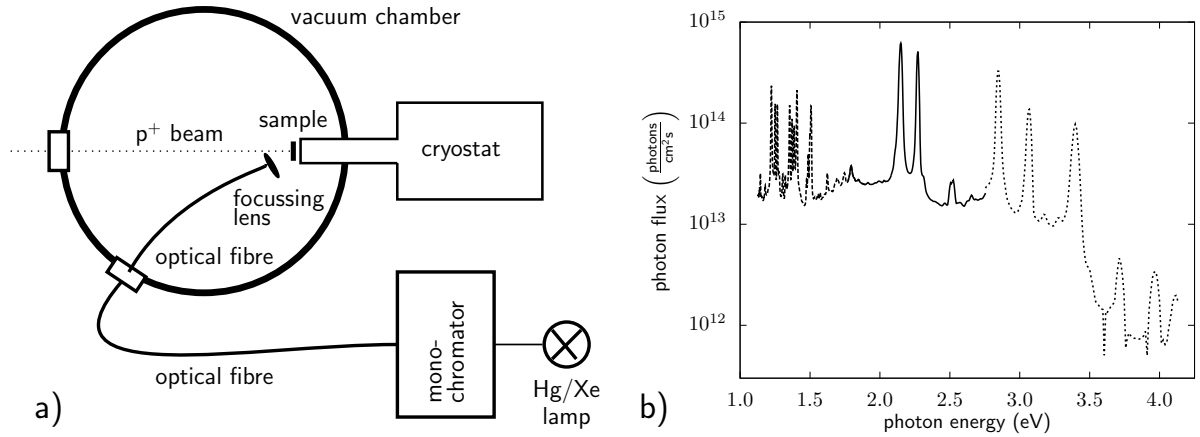 vacuum chamber
p⁺ beam
sample
cryostat
focussing
lens
optical fibre
optical fibre
mono-
chromator
Hg/Xe
lamp
a)
10¹⁵
10¹⁴
10¹³
10¹²
photon flux (photons/cm²s)
1.0 1.5 2.0 2.5 3.0 3.5 4.0
photon energy (eV)
b)